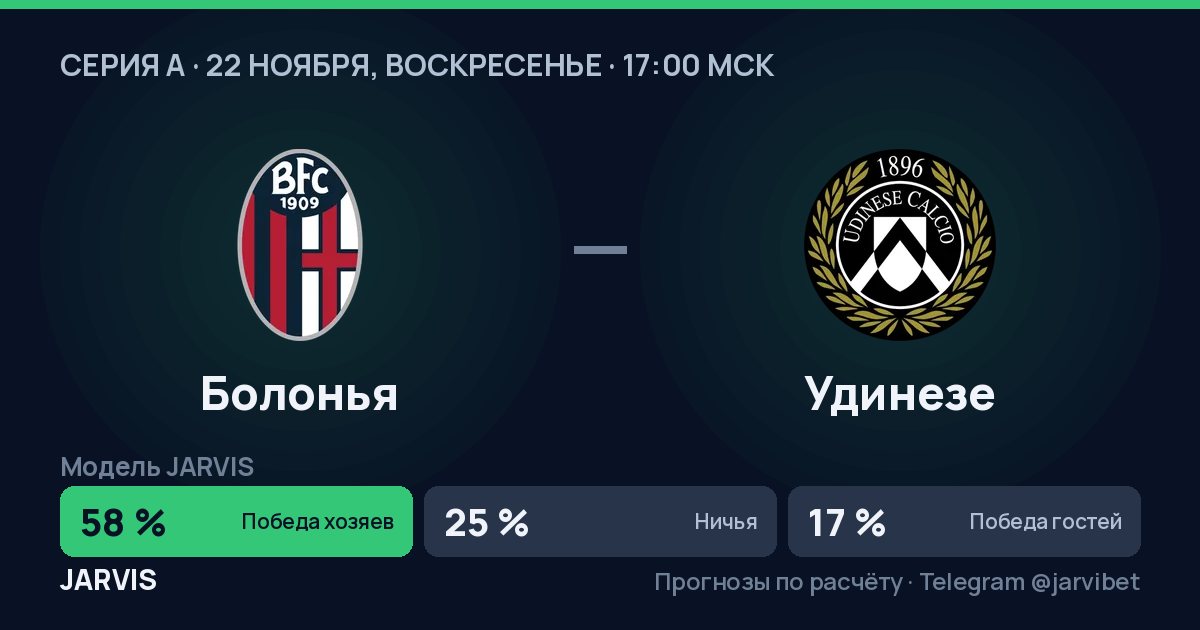 СЕРИЯ А · 22 НОЯБРЯ, ВОСКРЕСЕНЬЕ · 17:00 МСК
BFC
1909
1896
UDINESE CALCIO
—
Болонья
Удинезе
Модель JARVIS
58 % Победа хозяев
25 % Ничья
17 % Победа гостей
JARVIS
Прогнозы по расчёту · Telegram @jarvibet